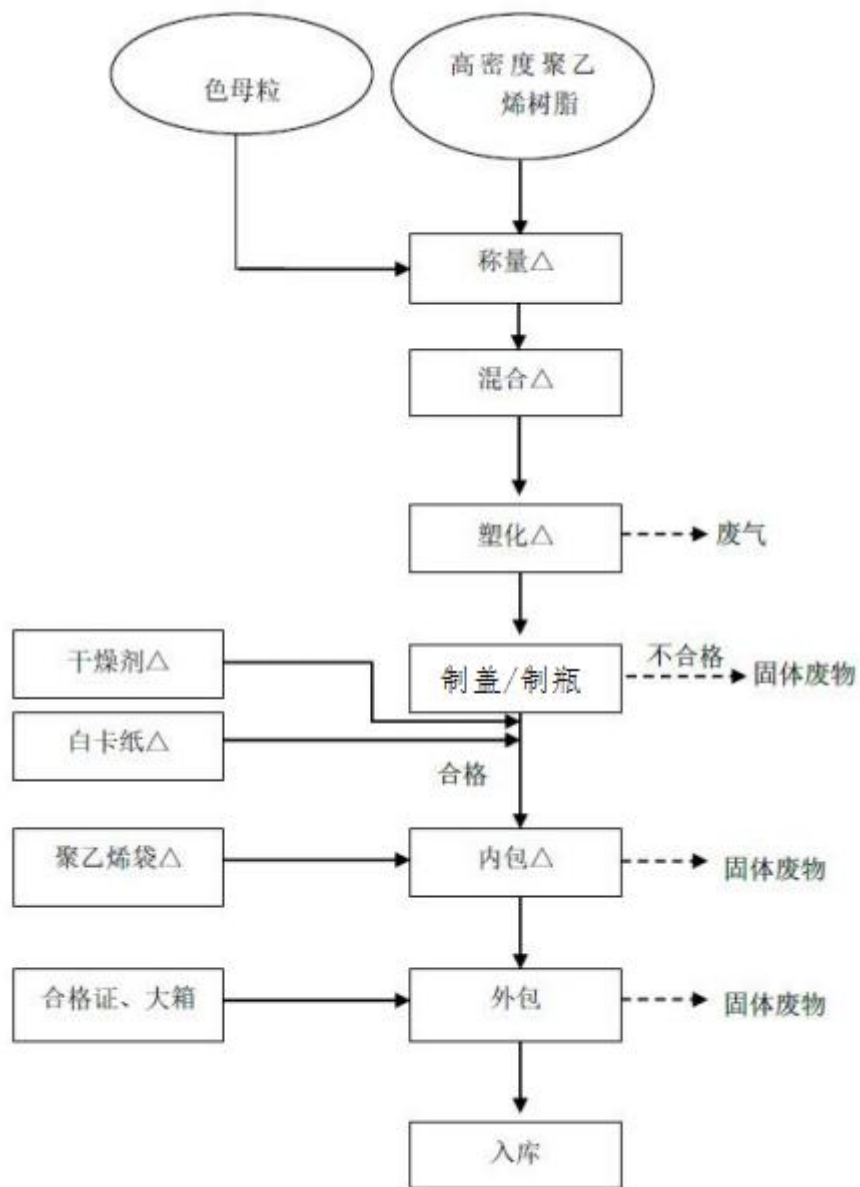 色母粒
高密度聚乙
烯树脂
称量△
混合△
塑化△
废气
干燥剂△
制盖/制瓶
不合格
固体废物
白卡纸△
合格
聚乙烯袋△
内包△
固体废物
合格证、大箱
外包
固体废物
入库